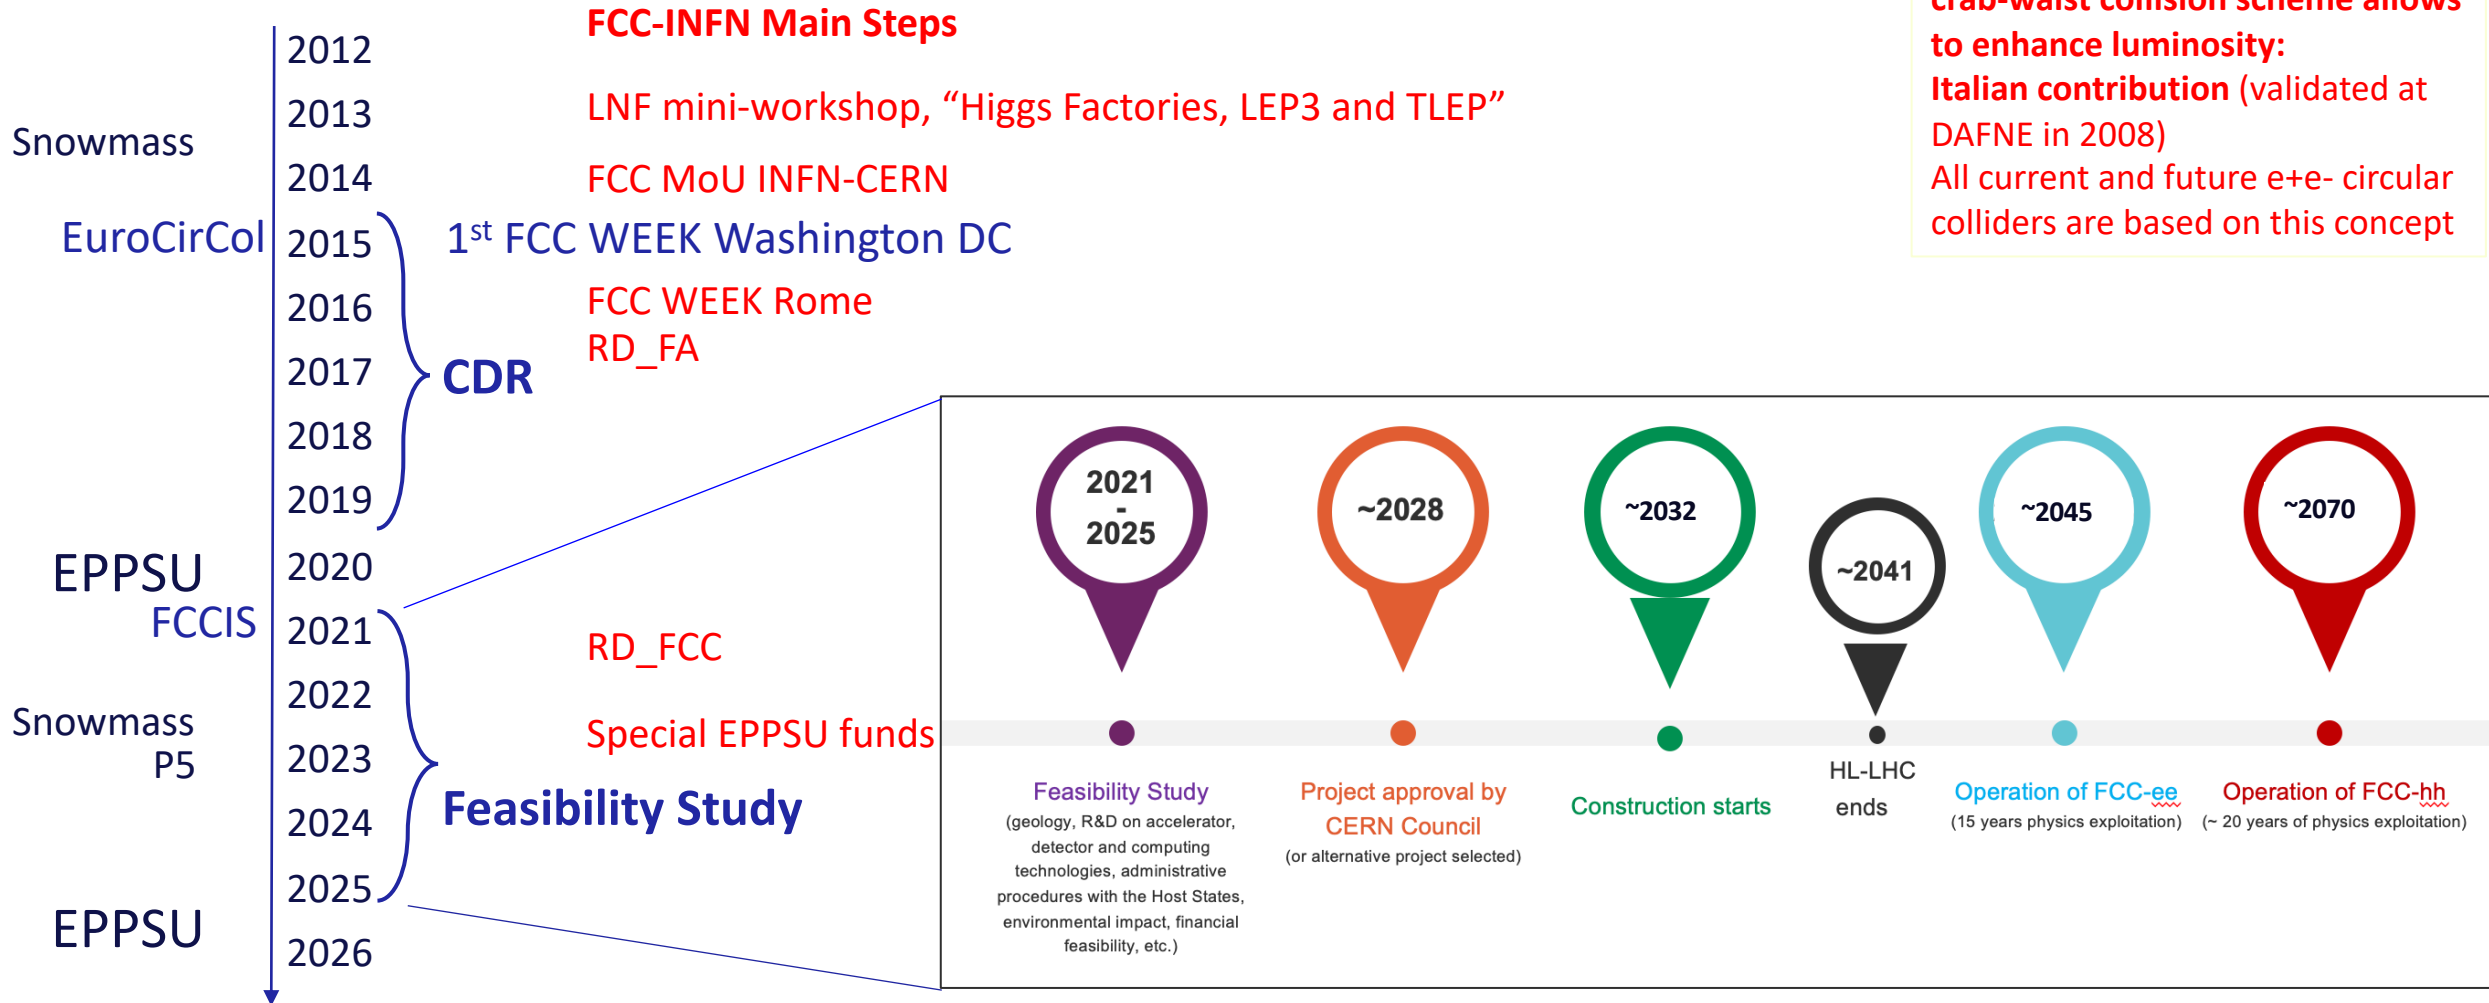 FCC-INFN Main Steps
crab-waist collision scheme allows
to enhance luminosity:
Italian contribution (validated at
DAFNE in 2008)
All current and future e+e- circular
colliders are based on this concept
2012
2013
LNF mini-workshop, “Higgs Factories, LEP3 and TLEP”
Snowmass
2014
FCC MoU INFN-CERN
EuroCirCol
2015
1st FCC WEEK Washington DC
2016
FCC WEEK Rome
RD_FA
2017
CDR
2018
2019
EPPSU
2020
FCCIS
2021
RD_FCC
2022
Snowmass
P5
2023
Special EPPSU funds
2024
Feasibility Study
2025
EPPSU
2026
2021
-
2025
~2028
~2032
~2041
~2045
~2070
Feasibility Study
(geology, R&D on accelerator,
detector and computing
technologies, administrative
procedures with the Host States,
environmental impact, financial
feasibility, etc.)
Project approval by
CERN Council
(or alternative project selected)
Construction starts
HL-LHC
ends
Operation of FCC-ee
(15 years physics exploitation)
Operation of FCC-hh
(~ 20 years of physics exploitation)